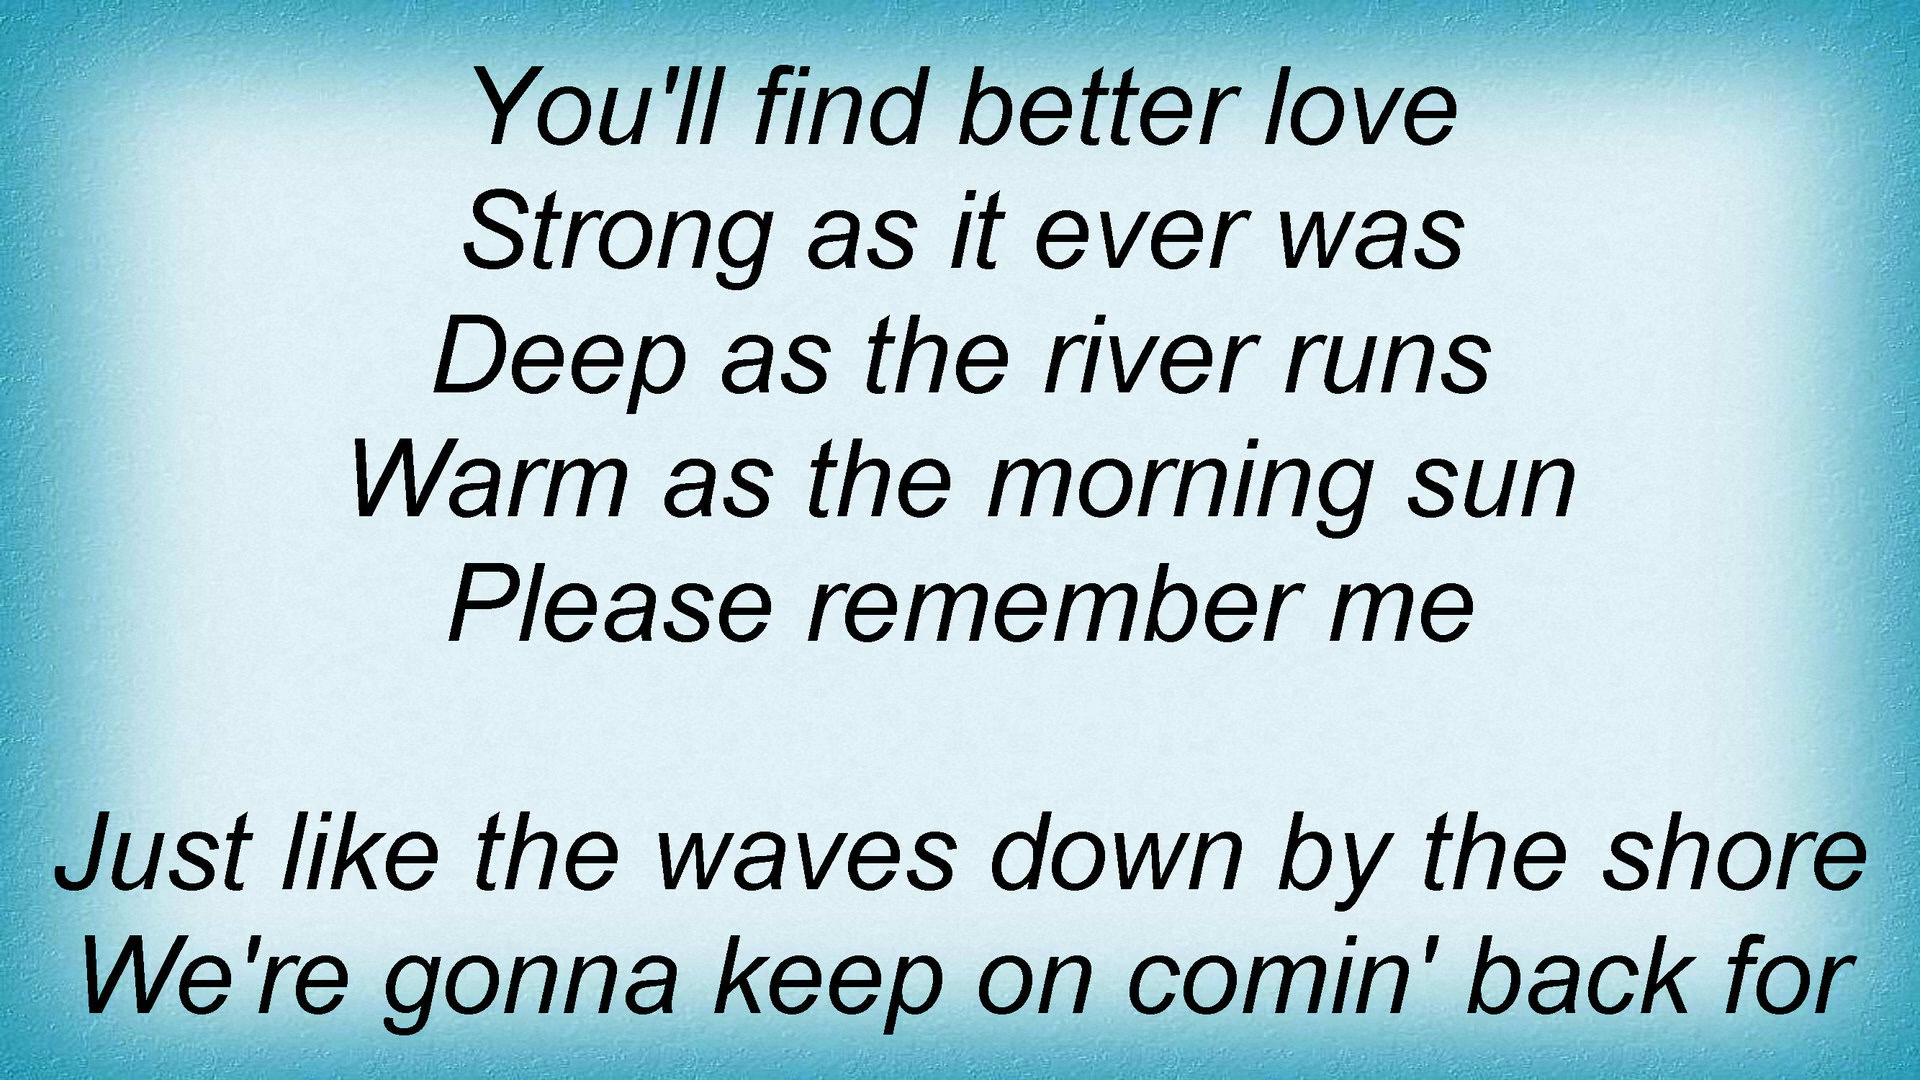 You'll find better love
Strong as it ever was
Deep as the river runs
Warm as the morning sun
Please remember me
Just like the waves down by the shore
We're gonna keep on comin' back for